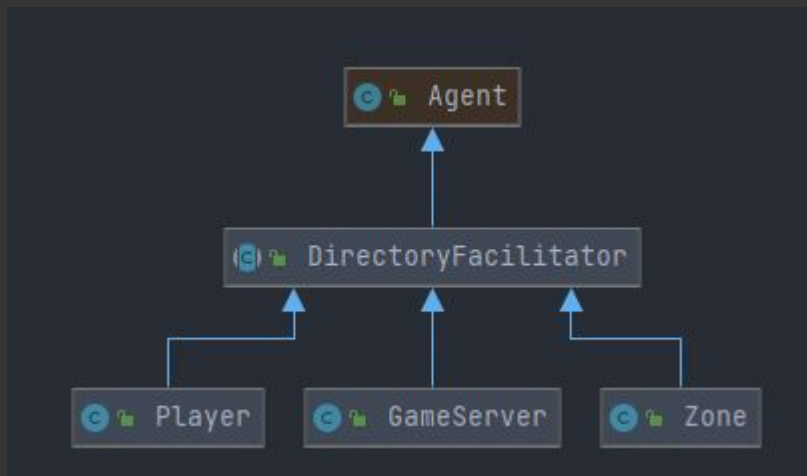 Agent
DirectoryFacilitator
Player
GameServer
Zone